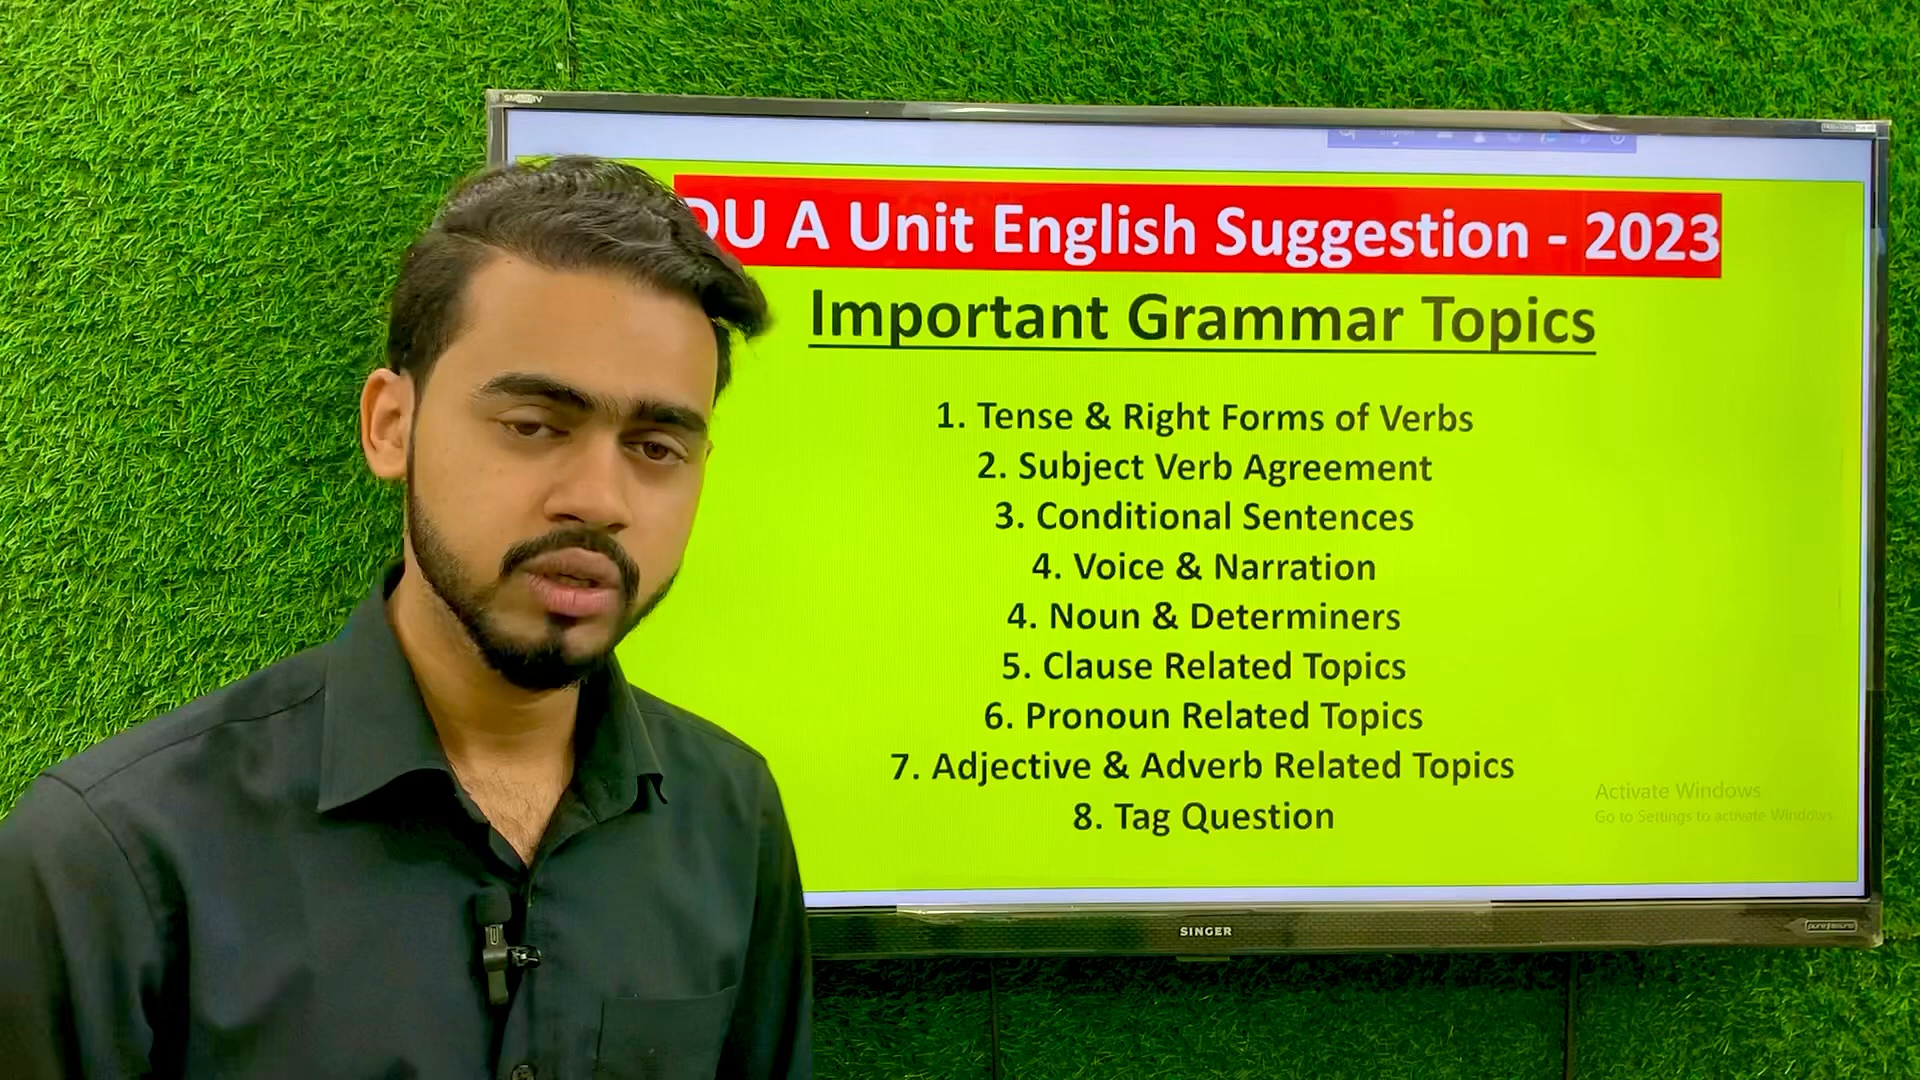 DU A Unit English Suggestion - 2023
Important Grammar Topics
1. Tense & Right Forms of Verbs
2. Subject Verb Agreement
3. Conditional Sentences
4. Voice & Narration
4. Noun & Determiners
5. Clause Related Topics
6. Pronoun Related Topics
7. Adjective & Adverb Related Topics
8. Tag Question
Activate Windows
Go to Settings to activate Windows.
SINGER